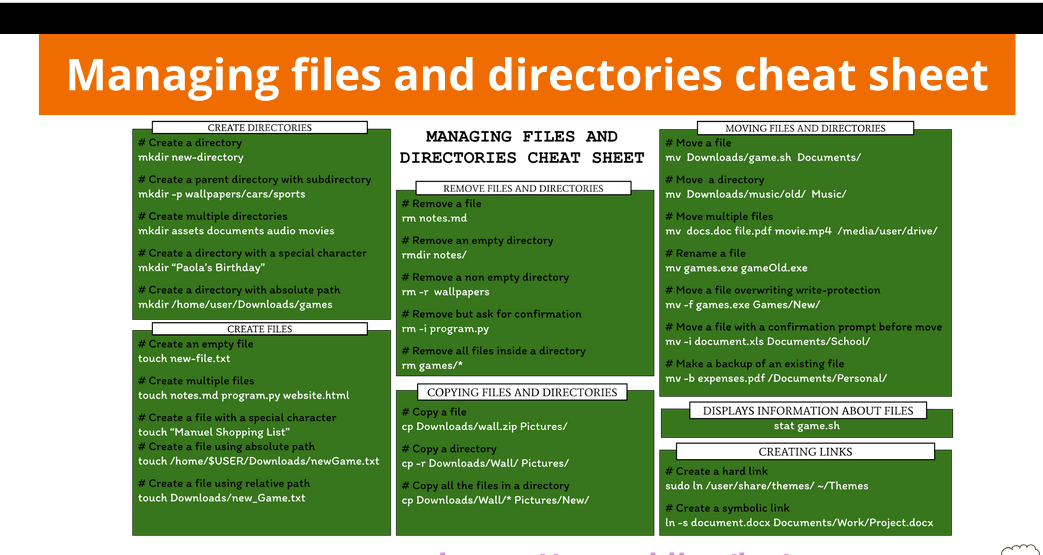 Managing files and directories cheat sheet
CREATE DIRECTORIES
# Create a directory
mkdir new-directory
# Create a parent directory with subdirectory
mkdir -p wallpapers/cars/sports
# Create multiple directories
mkdir assets documents audio movies
# Create a directory with a special character
mkdir “Paola’s Birthday”
# Create a directory with absolute path
mkdir /home/user/Downloads/games
CREATE FILES
# Create an empty file
touch new-file.txt
# Create multiple files
touch notes.md program.py website.html
# Create a file with a special character
touch “Manuel Shopping List”
# Create a file using absolute path
touch /home/$USER/Downloads/newGame.txt
# Create a file using relative path
touch Downloads/new_Game.txt
MANAGING FILES AND
DIRECTORIES CHEAT SHEET
REMOVE FILES AND DIRECTORIES
# Remove a file
rm notes.md
# Remove an empty directory
rmdir notes/
# Remove a non empty directory
rm -r wallpapers
# Remove but ask for confirmation
rm -i program.py
# Remove all files inside a directory
rm games/*
COPYING FILES AND DIRECTORIES
# Copy a file
cp Downloads/wall.zip Pictures/
# Copy a directory
cp -r Downloads/Wall/ Pictures/
# Copy all the files in a directory
cp Downloads/Wall/* Pictures/New/
MOVING FILES AND DIRECTORIES
# Move a file
mv Downloads/game.sh Documents/
# Move a directory
mv Downloads/music/old/ Music/
# Move multiple files
mv docs.doc file.pdf movie.mp4 /media/user/drive/
# Rename a file
mv games.exe gameOld.exe
# Move a file overwriting write-protection
mv -f games.exe Games/New/
# Move a file with a confirmation prompt before move
mv -i document.xls Documents/School/
# Make a backup of an existing file
mv -b expenses.pdf /Documents/Personal/
DISPLAYS INFORMATION ABOUT FILES
stat game.sh
CREATING LINKS
# Create a hard link
sudo ln /user/share/themes/ ~/Themes
# Create a symbolic link
ln -s document.docx Documents/Work/Project.docx